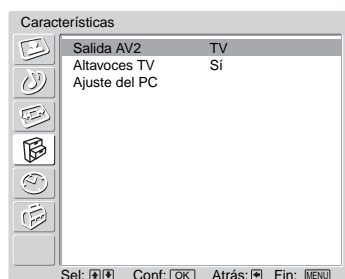 Características
Salida AV2 TV
Altavoces TV Sí
Ajuste del PC
Sel: Conf: OK Atrás: Fin: MENU